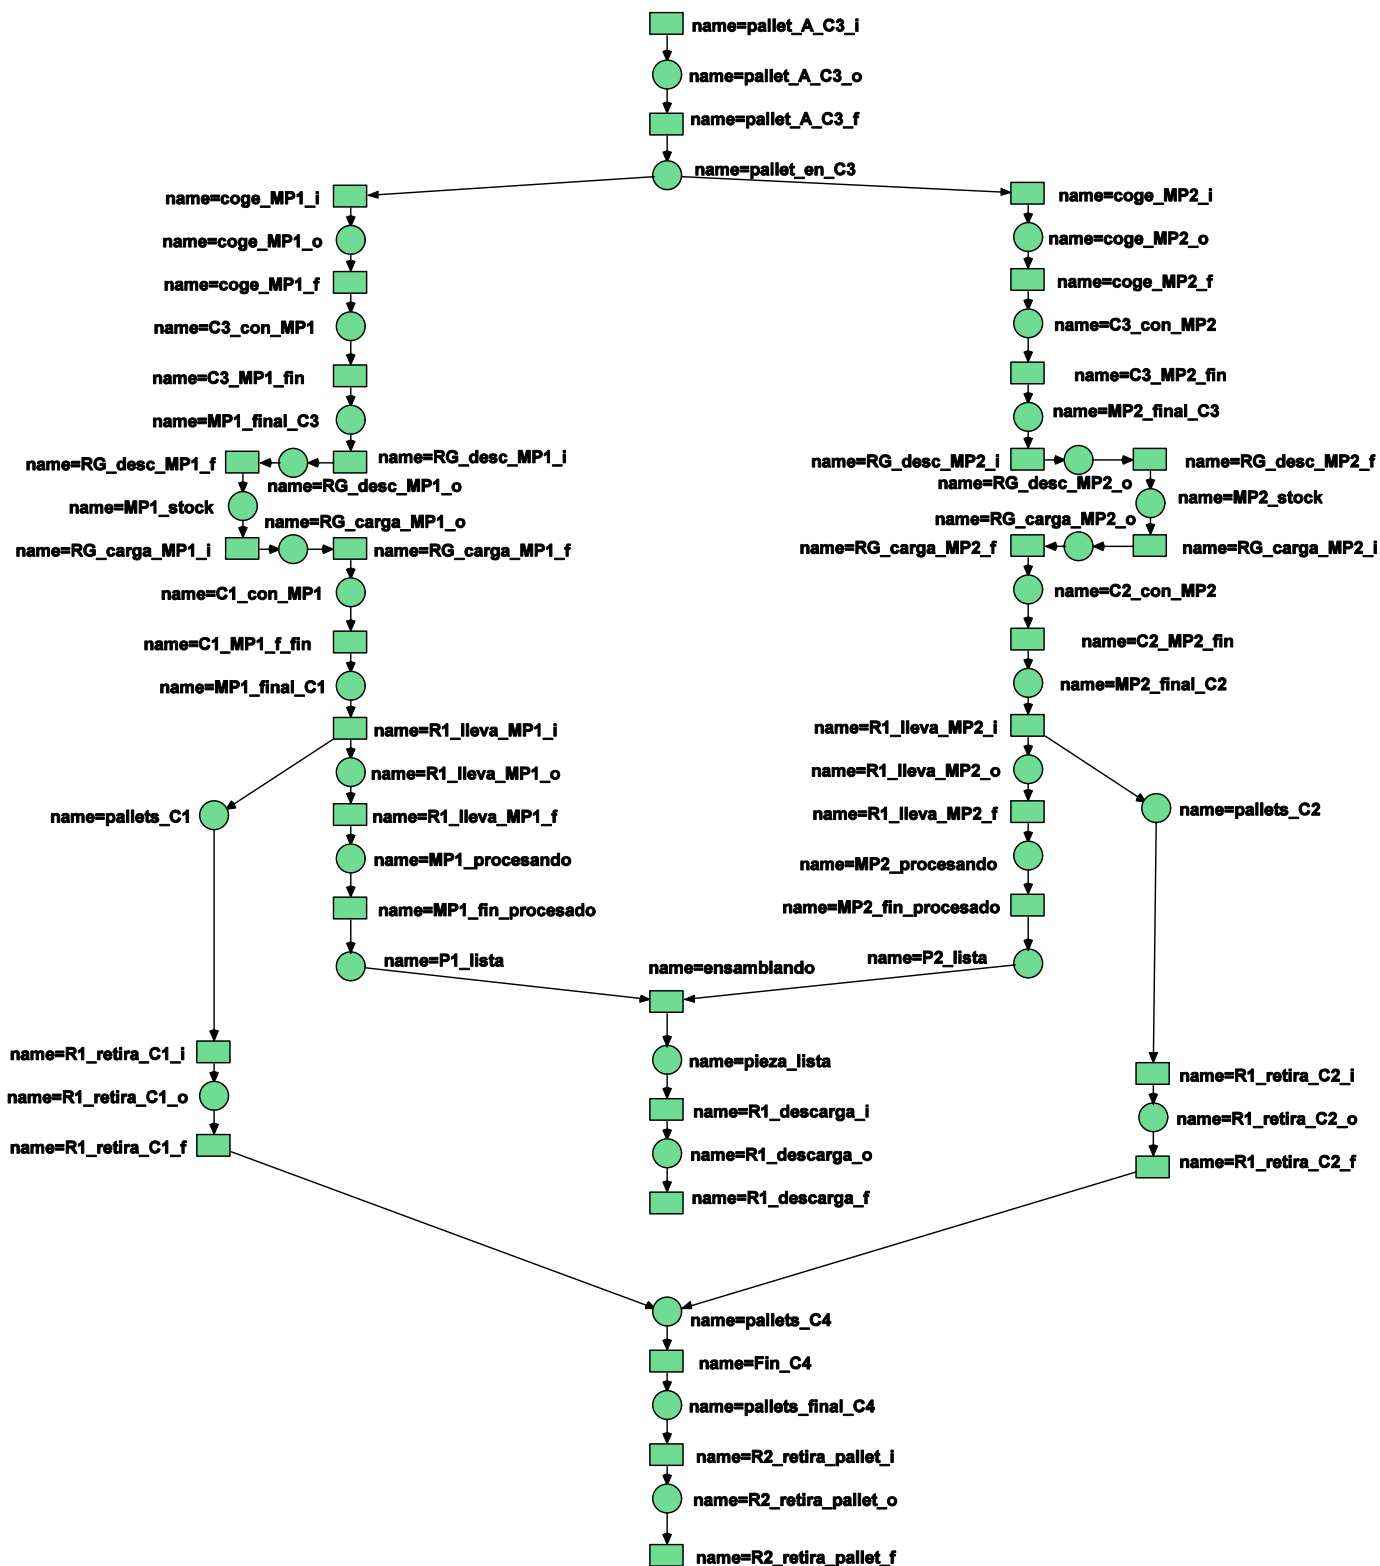 name=pallet_A_C3_i
name=pallet_A_C3_o
name=pallet_A_C3_f
name=pallet_en_C3
name=coge_MP1_i
name=coge_MP2_i
name=coge_MP1_o
name=coge_MP2_o
name=coge_MP1_f
name=coge_MP2_f
name=C3_con_MP1
name=C3_con_MP2
name=C3_MP1_fin
name=C3_MP2_fin
name=MP1_final_C3
name=MP2_final_C3
name=RG_desc_MP1_f
name=RG_desc_MP1_i
name=RG_desc_MP2_i
name=RG_desc_MP2_f
name=RG_desc_MP1_o
name=RG_desc_MP2_o
name=MP1_stock
name=MP2_stock
name=RG_carga_MP1_o
name=RG_carga_MP2_o
name=RG_carga_MP1_i
name=RG_carga_MP1_f
name=RG_carga_MP2_f
name=RG_carga_MP2_i
name=C1_con_MP1
name=C2_con_MP2
name=C1_MP1_f_fin
name=C2_MP2_fin
name=MP1_final_C1
name=MP2_final_C2
name=R1_lleva_MP1_i
name=R1_lleva_MP2_i
name=R1_lleva_MP1_o
name=R1_lleva_MP2_o
name=pallets_C1
name=R1_lleva_MP1_f
name=R1_lleva_MP2_f
name=pallets_C2
name=MP1_procesando
name=MP2_procesando
name=MP1_fin_procesado
name=MP2_fin_procesado
name=P1_lista
name=ensamblando
name=P2_lista
name=R1_retira_C1_i
name=pieza_lista
name=R1_retira_C2_i
name=R1_retira_C1_o
name=R1_descarga_i
name=R1_retira_C2_o
name=R1_retira_C1_f
name=R1_descarga_o
name=R1_retira_C2_f
name=R1_descarga_f
name=pallets_C4
name=Fin_C4
name=pallets_final_C4
name=R2_retira_pallet_i
name=R2_retira_pallet_o
name=R2_retira_pallet_f